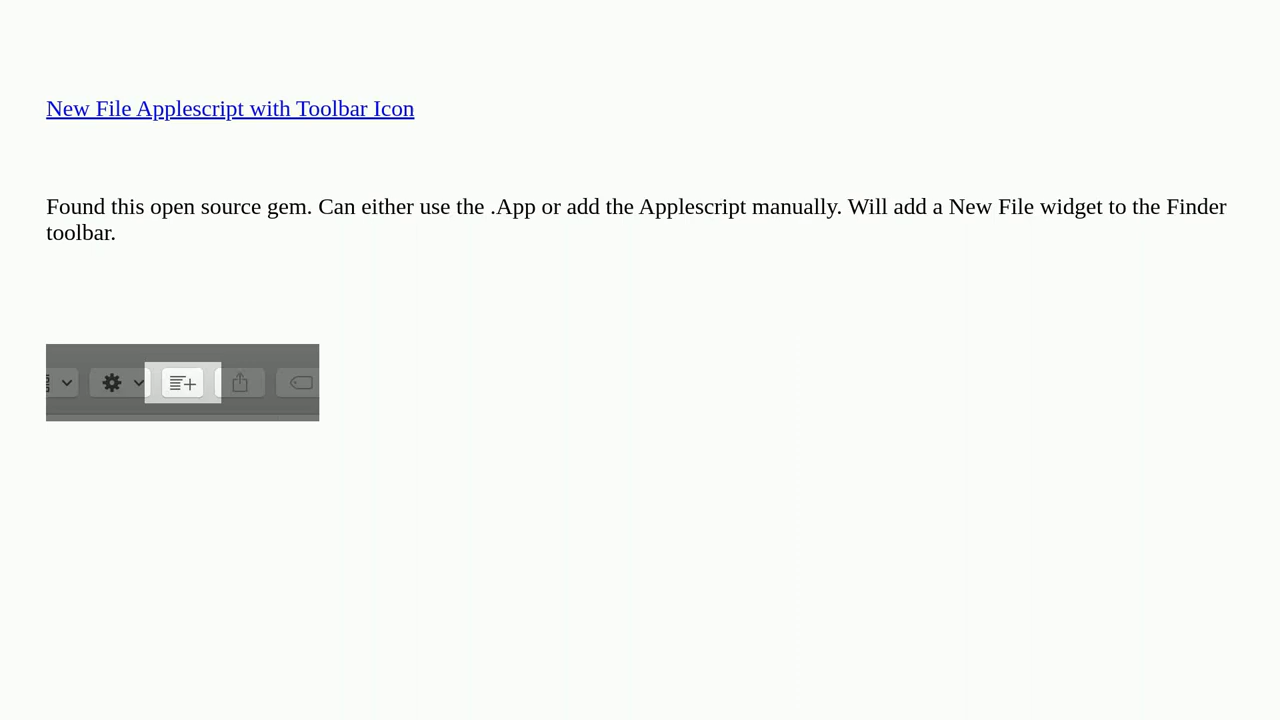 New File Applescript with Toolbar Icon
Found this open source gem. Can either use the .App or add the Applescript manually. Will add a New File widget to the Finder
toolbar.